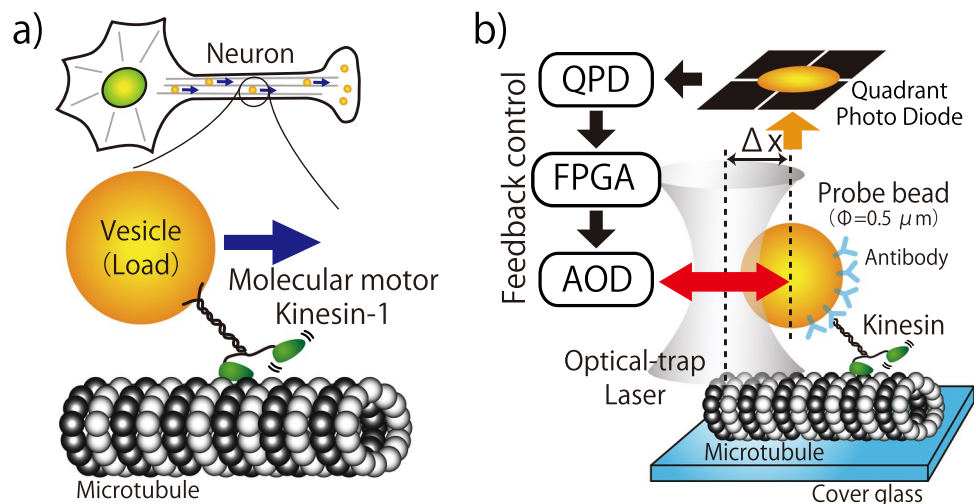 a)
Neuron
Vesicle
(Load)
Molecular motor
Kinesin-1
Microtubule
b)
Feedback control
QPD
FPGA
AOD
Quadrant
Photo Diode
Δx
Probe bead
(Φ=0.5 μm)
Antibody
Kinesin
Optical-trap
Laser
Microtubule
Cover glass